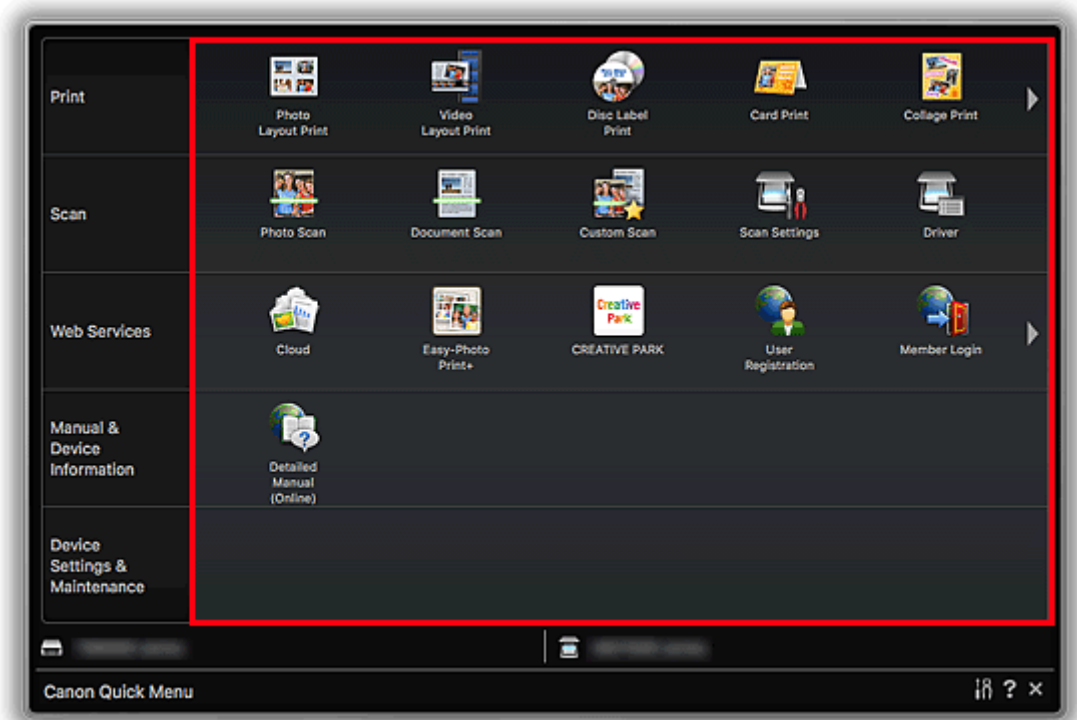 Print
Photo
Layout Print
Video
Layout Print
Disc Label
Print
Card Print
Collage Print
Scan
Photo Scan
Document Scan
Custom Scan
Scan Settings
Driver
Web Services
Cloud
Easy-Photo
Print+
Creative
Park
CREATIVE PARK
User
Registration
Member Login
Manual &
Device
Information
Detailed
Manual
(Online)
Device
Settings &
Maintenance
Canon Quick Menu